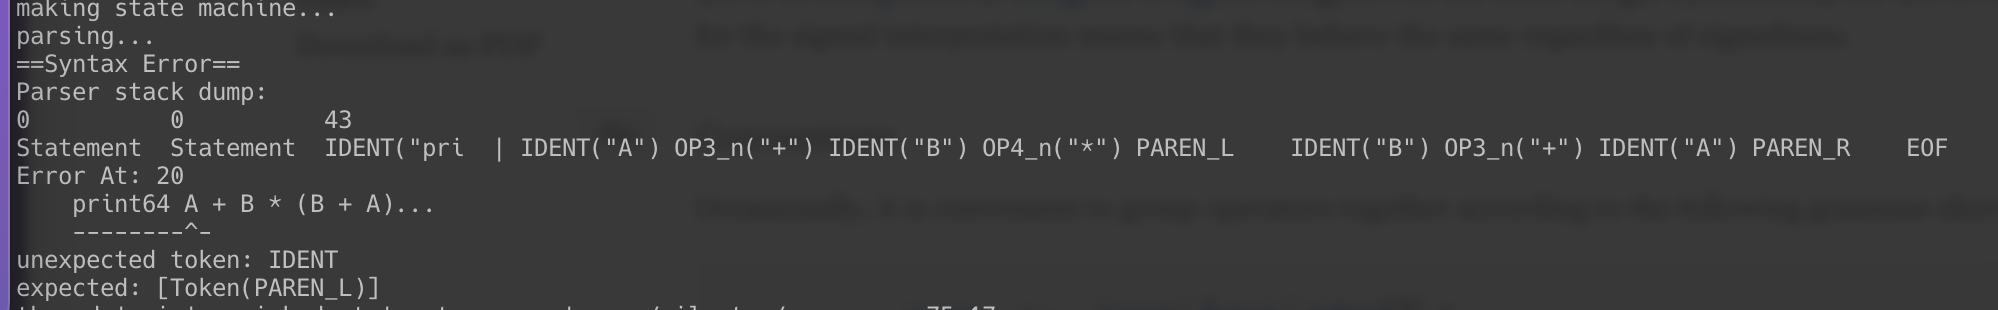 making state machine...
parsing...
==Syntax Error==
Parser stack dump:
0          0          43
Statement  Statement  IDENT("pri  | IDENT("A") OP3_n("+") IDENT("B") OP4_n("*") PAREN_L    IDENT("B") OP3_n("+") IDENT("A") PAREN_R    EOF
Error At: 20
    print64 A + B * (B + A)...
    --------^-
unexpected token: IDENT
expected: [Token(PAREN_L)]